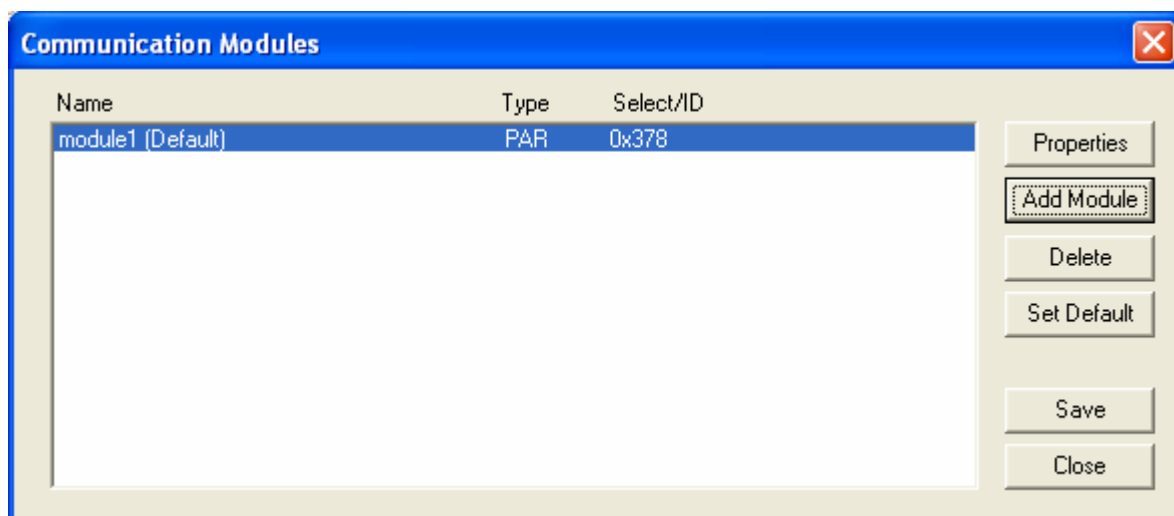 Communication Modules
Name Type Select/ID
module1 (Default) PAR 0x378
Properties
Add Module
Delete
Set Default
Save
Close